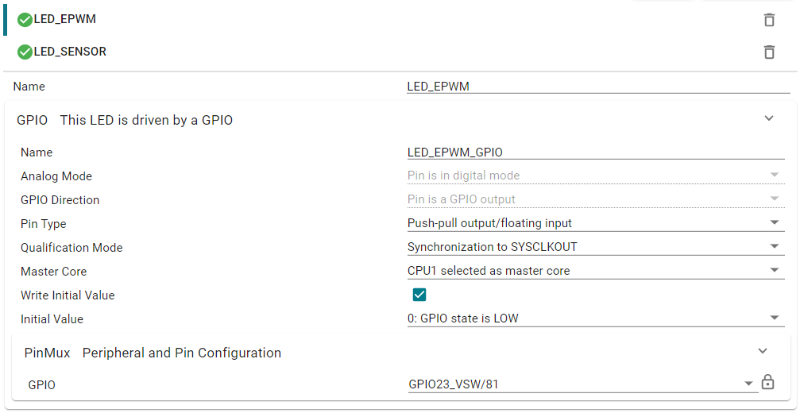 LED_EPWM
LED_SENSOR
Name LED_EPWM
GPIO This LED is driven by a GPIO
Name LED_EPWM_GPIO
Analog Mode Pin is in digital mode
GPIO Direction Pin is a GPIO output
Pin Type Push-pull output/floating input
Qualification Mode Synchronization to SYSCLKOUT
Master Core CPU1 selected as master core
Write Initial Value
Initial Value 0: GPIO state is LOW
PinMux Peripheral and Pin Configuration
GPIO GPIO23_VSW/81